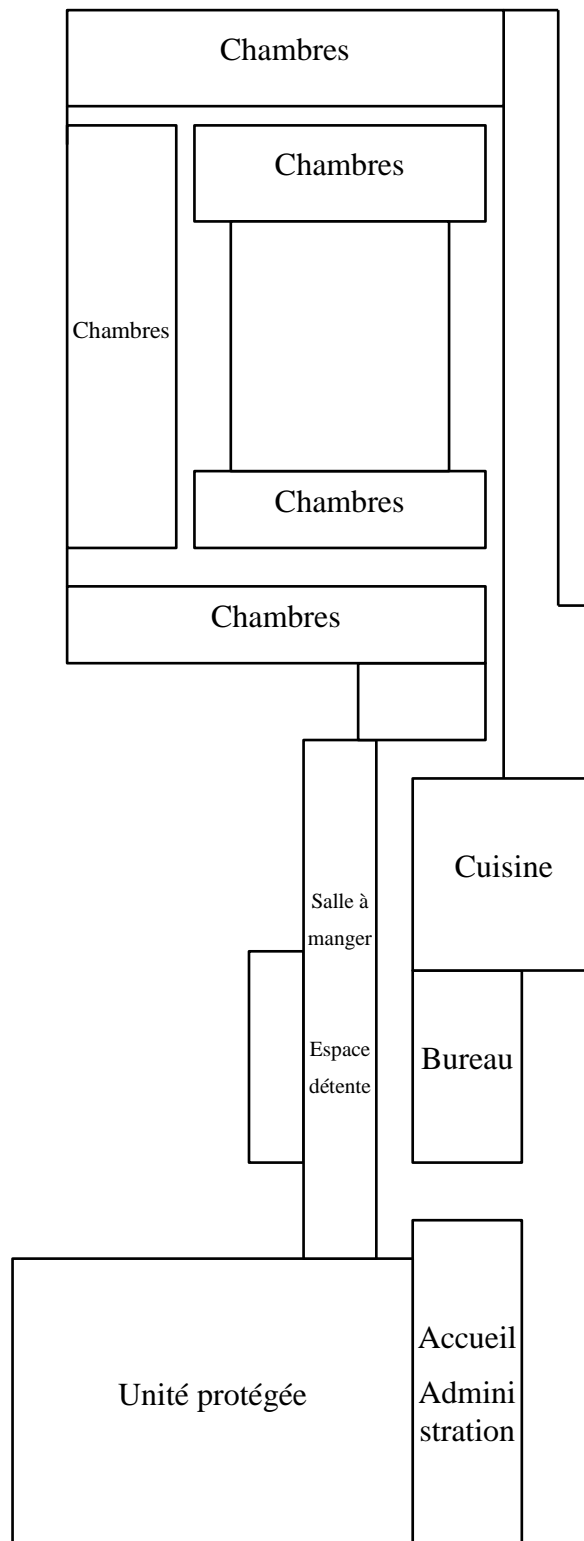 Chambres
Chambres
Chambres
Chambres
Chambres
Cuisine
Salle à
manger
Espace
détente
Bureau
Accueil
Admini
stration
Unité protégée